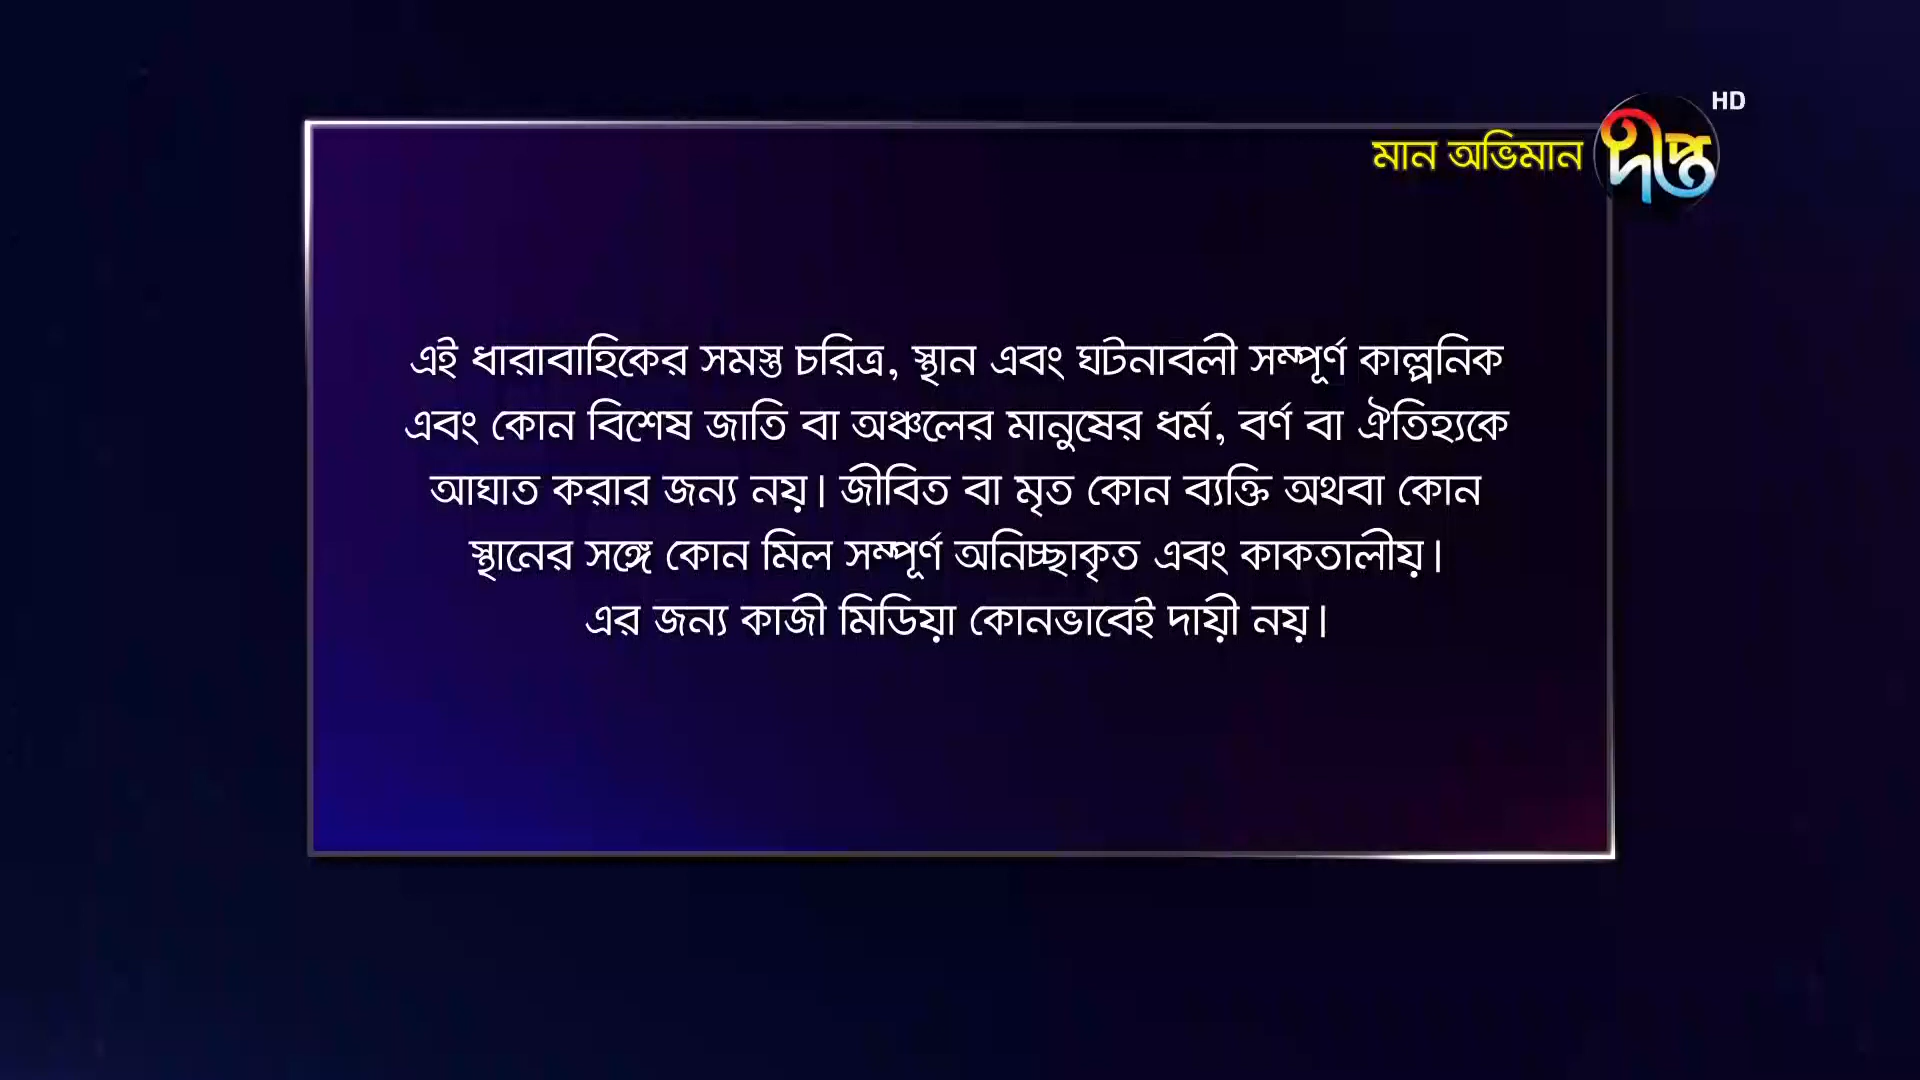 HD
মান অভিমান দীপ্ত
এই ধারাবাহিকের সমস্ত চরিত্র, স্থান এবং ঘটনাবলী সম্পূর্ণ কাল্পনিক
এবং কোন বিশেষ জাতি বা অঞ্চলের মানুষের ধর্ম, বর্ণ বা ঐতিহ্যকে
আঘাত করার জন্য নয়। জীবিত বা মৃত কোন ব্যক্তি অথবা কোন
স্থানের সঙ্গে কোন মিল সম্পূর্ণ অনিচ্ছাকৃত এবং কাকতালীয়।
এর জন্য কাজী মিডিয়া কোনভাবেই দায়ী নয়।